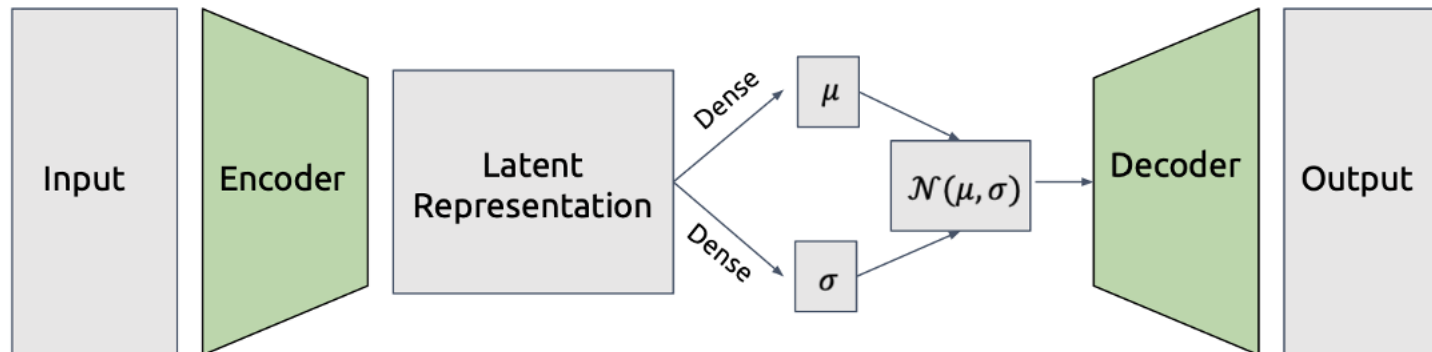 Input
Encoder
Latent
Representation
Dense
Dense
μ
σ
𝒩(μ, σ)
Decoder
Output